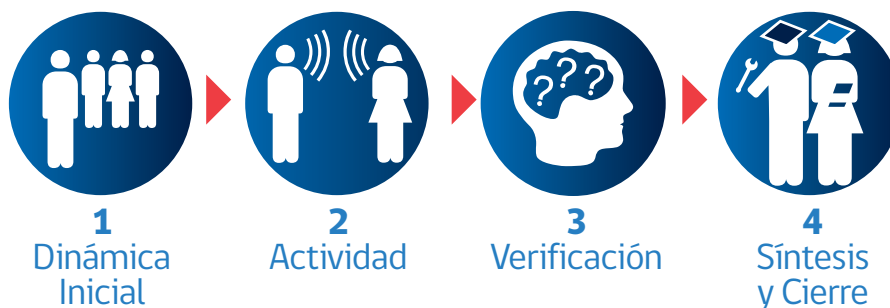 1
Dinámica
Inicial
2
Actividad
3
Verificación
4
Síntesis
y Cierre
???